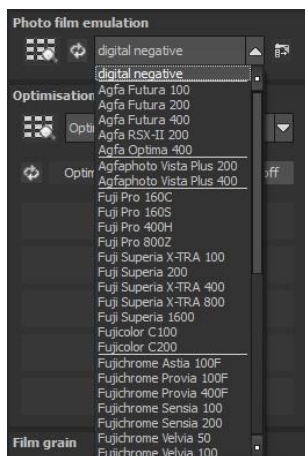 Photo film emulation
digital negative
digital negative
Optimisation
Agfa Futura 100
Agfa Futura 200
Agfa Futura 400
Agfa RSX-II 200
Opti
Agfa Optima 400
Agfaphoto Vista Plus 200
Optim
off
Agfaphoto Vista Plus 400
Fuji Pro 160C
Fuji Pro 160S
Fuji Pro 400H
Fuji Pro 800Z
Fuji Superia X-TRA 100
Fuji Superia 200
Fuji Superia X-TRA 400
Fuji Superia X-TRA 800
Fuji Superia 1600
Fujicolor C100
Fujicolor C200
Fujichrome Astia 100F
Fujichrome Provia 100F
Fujichrome Provia 400F
Fujichrome Sensia 100
Fujichrome Sensia 200
Fujichrome Velvia 50
Film grain
Fujichrome Velvia 100